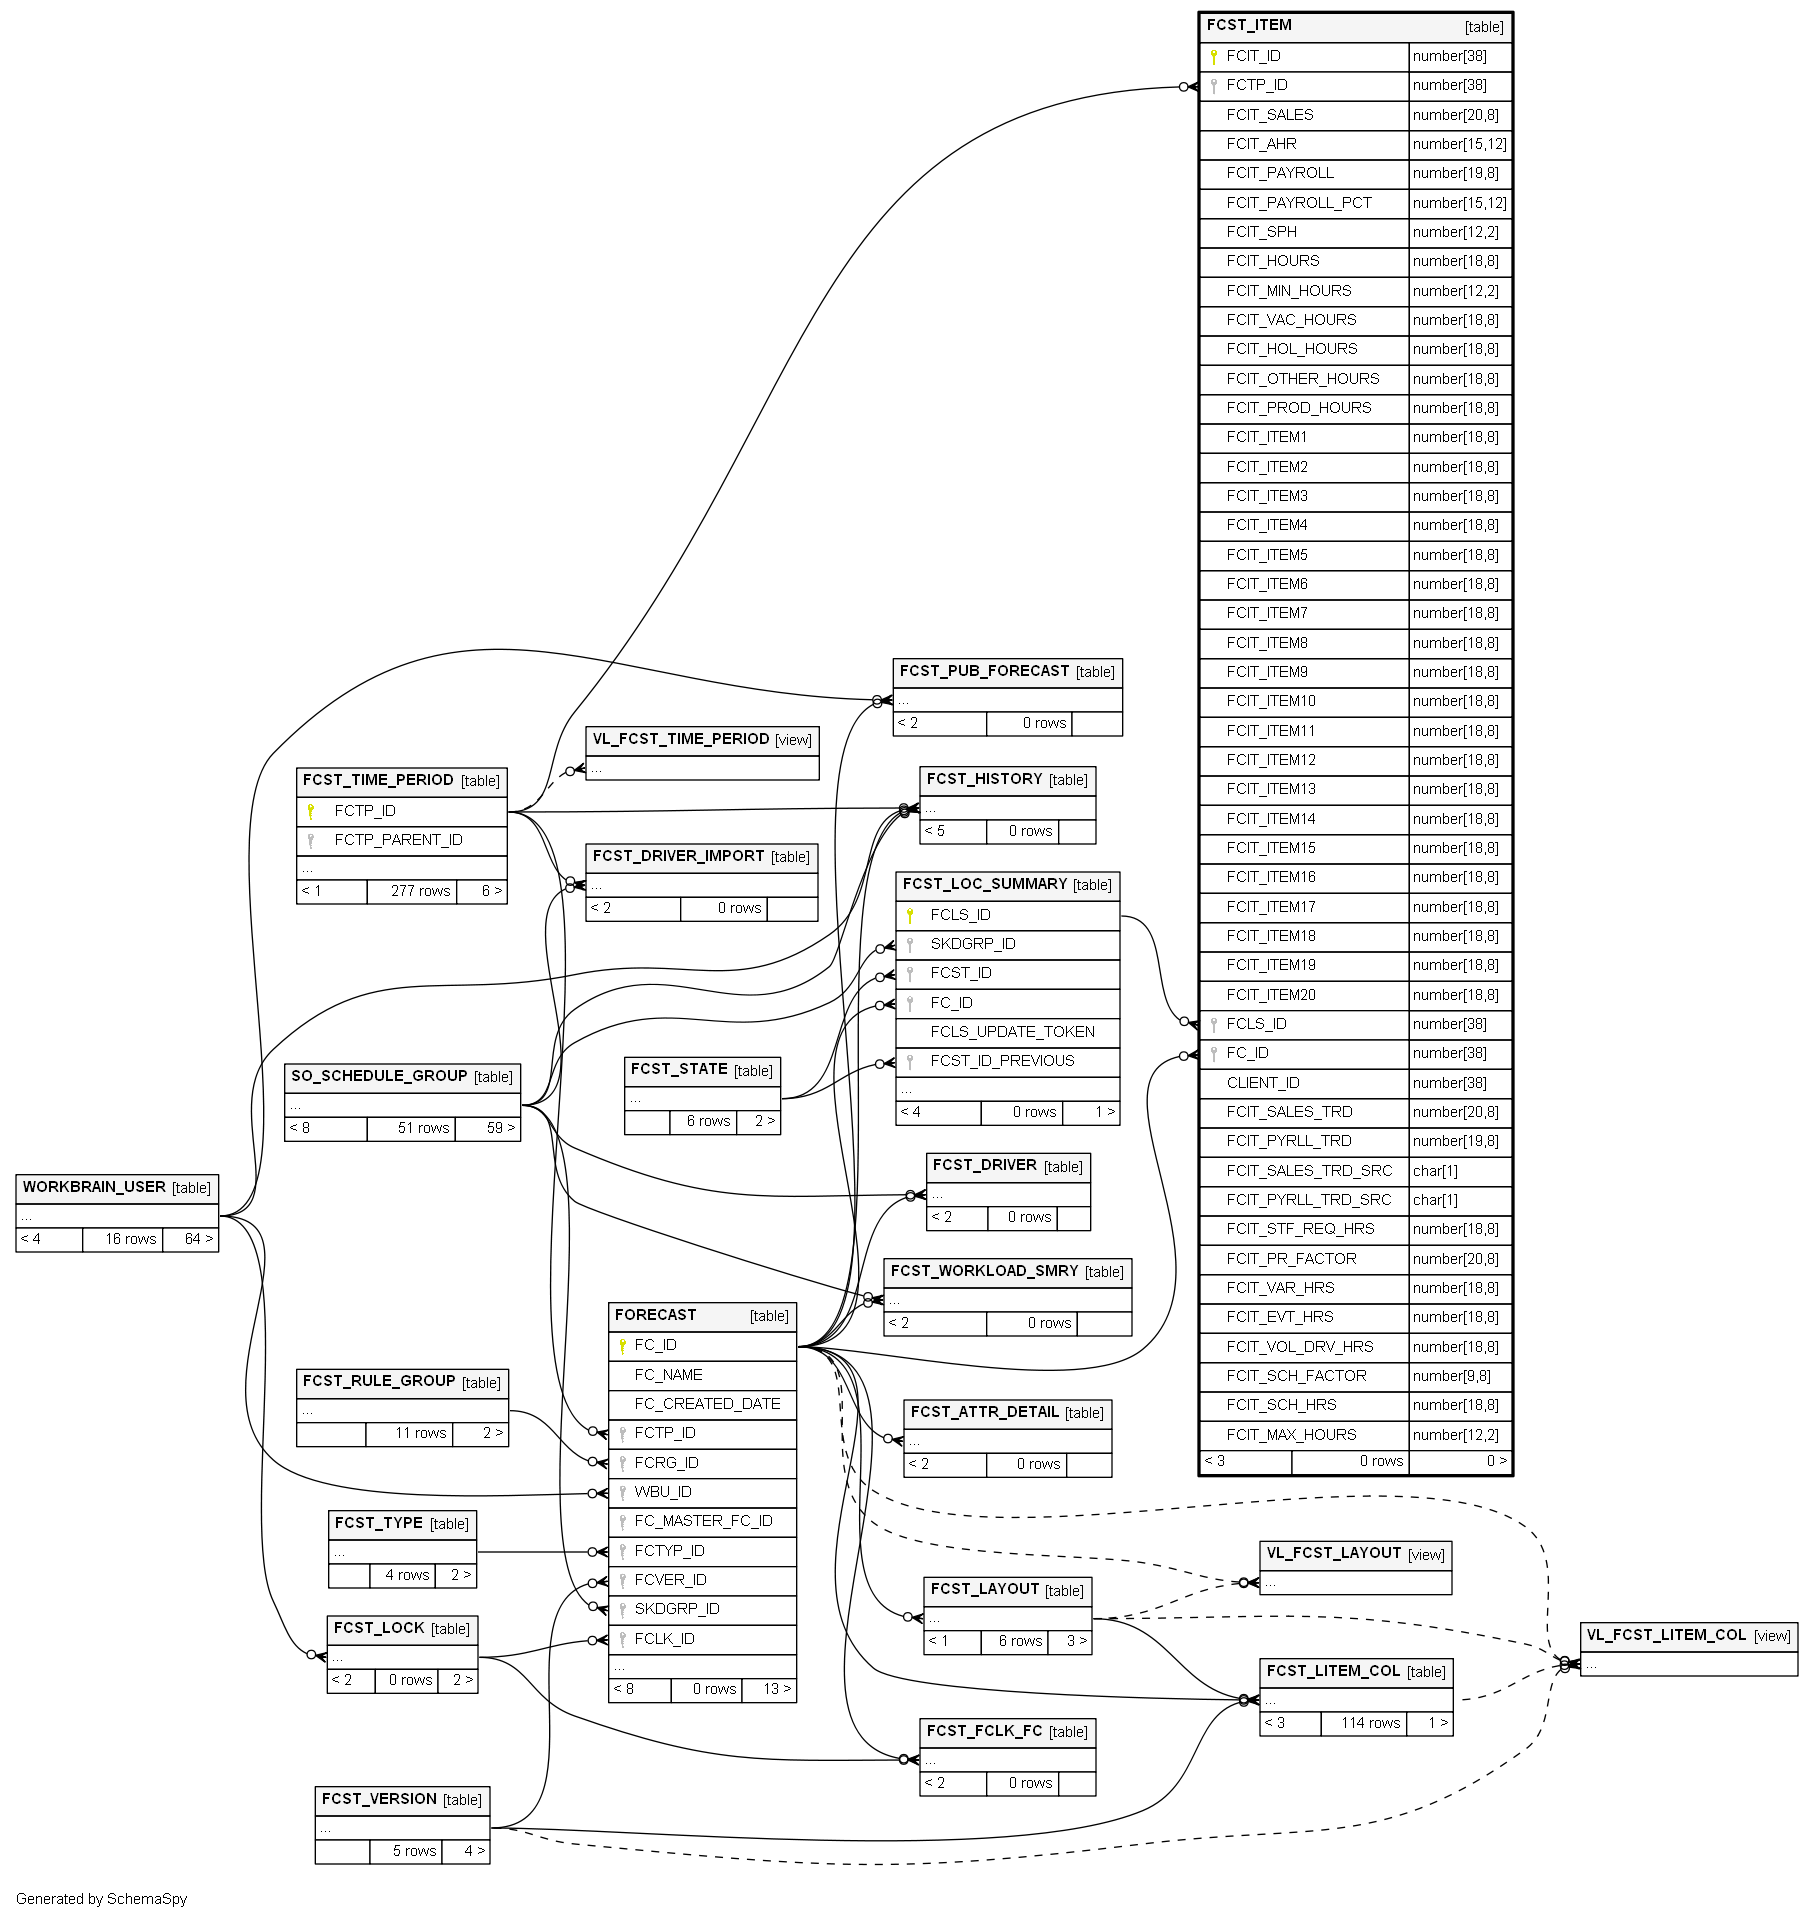 FCST_ITEM [table]
FCIT_ID number[38]
FCTP_ID number[38]
FCIT_SALES number[20,8]
FCIT_AHR number[15,12]
FCIT_PAYROLL number[19,8]
FCIT_PAYROLL_PCT number[15,12]
FCIT_SPH number[12,2]
FCIT_HOURS number[18,8]
FCIT_MIN_HOURS number[12,2]
FCIT_VAC_HOURS number[18,8]
FCIT_HOL_HOURS number[18,8]
FCIT_OTHER_HOURS number[18,8]
FCIT_PROD_HOURS number[18,8]
FCIT_ITEM1 number[18,8]
FCIT_ITEM2 number[18,8]
FCIT_ITEM3 number[18,8]
FCIT_ITEM4 number[18,8]
FCIT_ITEM5 number[18,8]
FCIT_ITEM6 number[18,8]
FCIT_ITEM7 number[18,8]
FCIT_ITEM8 number[18,8]
FCIT_ITEM9 number[18,8]
FCIT_ITEM10 number[18,8]
FCIT_ITEM11 number[18,8]
FCIT_ITEM12 number[18,8]
FCIT_ITEM13 number[18,8]
FCIT_ITEM14 number[18,8]
FCIT_ITEM15 number[18,8]
FCIT_ITEM16 number[18,8]
FCIT_ITEM17 number[18,8]
FCIT_ITEM18 number[18,8]
FCIT_ITEM19 number[18,8]
FCIT_ITEM20 number[18,8]
FCLS_ID number[38]
FC_ID number[38]
CLIENT_ID number[38]
FCIT_SALES_TRD number[20,8]
FCIT_PYRLL_TRD number[19,8]
FCIT_SALES_TRD_SRC char[1]
FCIT_PYRLL_TRD_SRC char[1]
FCIT_STF_REQ_HRS number[18,8]
FCIT_PR_FACTOR number[20,8]
FCIT_VAR_HRS number[18,8]
FCIT_EVT_HRS number[18,8]
FCIT_VOL_DRV_HRS number[18,8]
FCIT_SCH_FACTOR number[9,8]
FCIT_SCH_HRS number[18,8]
FCIT_MAX_HOURS number[12,2]
< 3 0 rows 0 >
FCST_PUB_FORECAST [table]
...
< 2 0 rows
VL_FCST_TIME_PERIOD [view]
...
FCST_TIME_PERIOD [table]
FCTP_ID
FCTP_PARENT_ID
...
< 1 277 rows 6 >
FCST_HISTORY [table]
...
< 5 0 rows
FCST_DRIVER_IMPORT [table]
...
< 2 0 rows
FCST_LOC_SUMMARY [table]
FCLS_ID
SKDGRP_ID
FCST_ID
FC_ID
FCLS_UPDATE_TOKEN
FCST_ID_PREVIOUS
...
< 4 0 rows 1 >
SO_SCHEDULE_GROUP [table]
...
< 8 51 rows 59 >
FCST_STATE [table]
...
6 rows 2 >
WORKBRAIN_USER [table]
...
< 4 16 rows 64 >
FCST_DRIVER [table]
...
< 2 0 rows
FCST_WORKLOAD_SMRY [table]
...
< 2 0 rows
FORECAST [table]
FC_ID
FC_NAME
FC_CREATED_DATE
FCTP_ID
FCRG_ID
WBU_ID
FC_MASTER_FC_ID
FCTYP_ID
FCVER_ID
SKDGRP_ID
FCLK_ID
...
< 8 0 rows 13 >
FCST_RULE_GROUP [table]
...
11 rows 2 >
FCST_ATTR_DETAIL [table]
...
< 2 0 rows
FCST_TYPE [table]
...
4 rows 2 >
FCST_LOCK [table]
...
< 2 0 rows 2 >
VL_FCST_LAYOUT [view]
...
FCST_LAYOUT [table]
...
< 1 6 rows 3 >
VL_FCST_LITEM_COL [view]
...
FCST_LITEM_COL [table]
...
< 3 114 rows 1 >
FCST_FCLK_FC [table]
...
< 2 0 rows
FCST_VERSION [table]
...
5 rows 4 >
Generated by SchemaSpy